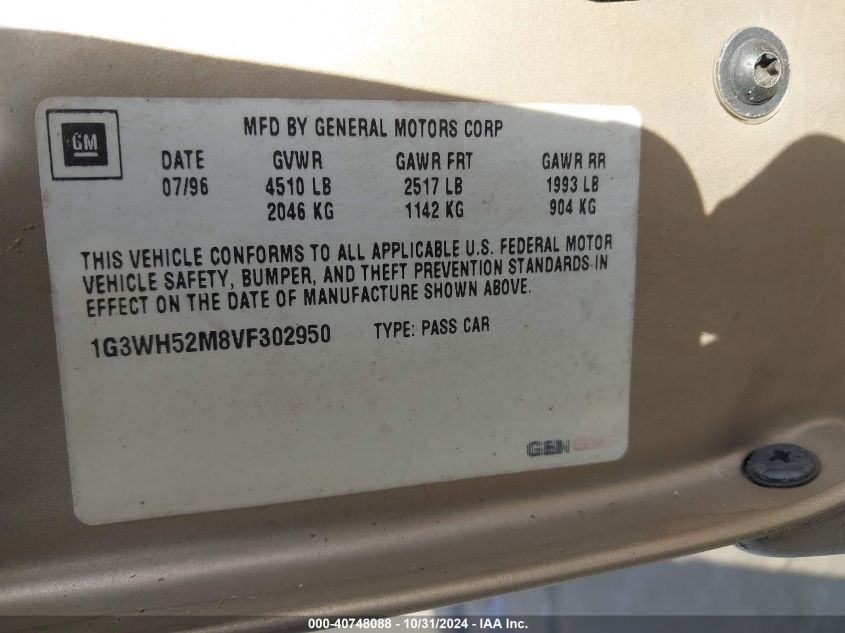 GM
MFD BY GENERAL MOTORS CORP
DATE GVWR GAWR FRT GAWR RR
07/96 4510 LB 2517 LB 1993 LB
2046 KG 1142 KG 904 KG
THIS VEHICLE CONFORMS TO ALL APPLICABLE U.S. FEDERAL MOTOR
VEHICLE SAFETY, BUMPER, AND THEFT PREVENTION STANDARDS IN
EFFECT ON THE DATE OF MANUFACTURE SHOWN ABOVE.
1G3WH52M8VF302950 TYPE: PASS CAR
000-40748088 - 10/31/2024 - IAA Inc.